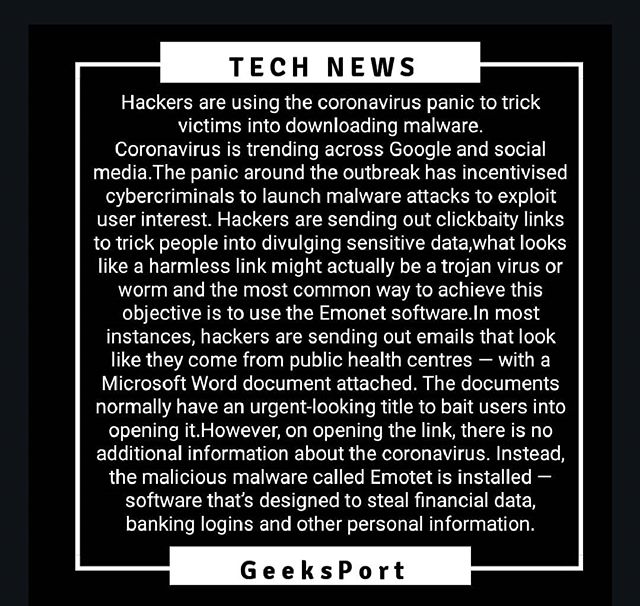 TECH NEWS
Hackers are using the coronavirus panic to trick
victims into downloading malware.
Coronavirus is trending across Google and social
media.The panic around the outbreak has incentivised
cybercriminals to launch malware attacks to exploit
user interest. Hackers are sending out clickbaity links
to trick people into divulging sensitive data,what looks
like a harmless link might actually be a trojan virus or
worm and the most common way to achieve this
objective is to use the Emonet software.In most
instances, hackers are sending out emails that look
like they come from public health centres — with a
Microsoft Word document attached. The documents
normally have an urgent-looking title to bait users into
opening it.However, on opening the link, there is no
additional information about the coronavirus. Instead,
the malicious malware called Emotet is installed —
software that's designed to steal financial data,
banking logins and other personal information.
GeeksPort